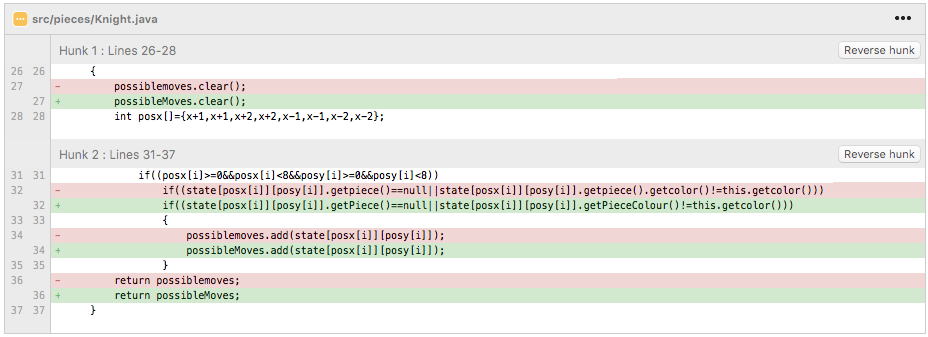 src/pieces/Knight.java •••
Hunk 1 : Lines 26-28 Reverse hunk
26 26 {
27 - possiblemoves.clear();
27 + possibleMoves.clear();
28 28 int posx[]={x+1,x+1,x+2,x+2,x-1,x-1,x-2,x-2};
Hunk 2 : Lines 31-37 Reverse hunk
31 31 if((posx[i]>=0&&posx[i]<8&&posy[i]>=0&&posy[i]<8))
32 - if((state[posx[i]][posy[i]].getpiece()==null||state[posx[i]][posy[i]].getpiece().getcolor()!=this.getcolor()))
32 + if((state[posx[i]][posy[i]].getPiece()==null||state[posx[i]][posy[i]].getPieceColour()!=this.getcolor()))
33 33 {
34 - possiblemoves.add(state[posx[i]][posy[i]]);
34 + possibleMoves.add(state[posx[i]][posy[i]]);
35 35 }
36 - return possiblemoves;
36 + return possibleMoves;
37 37 }